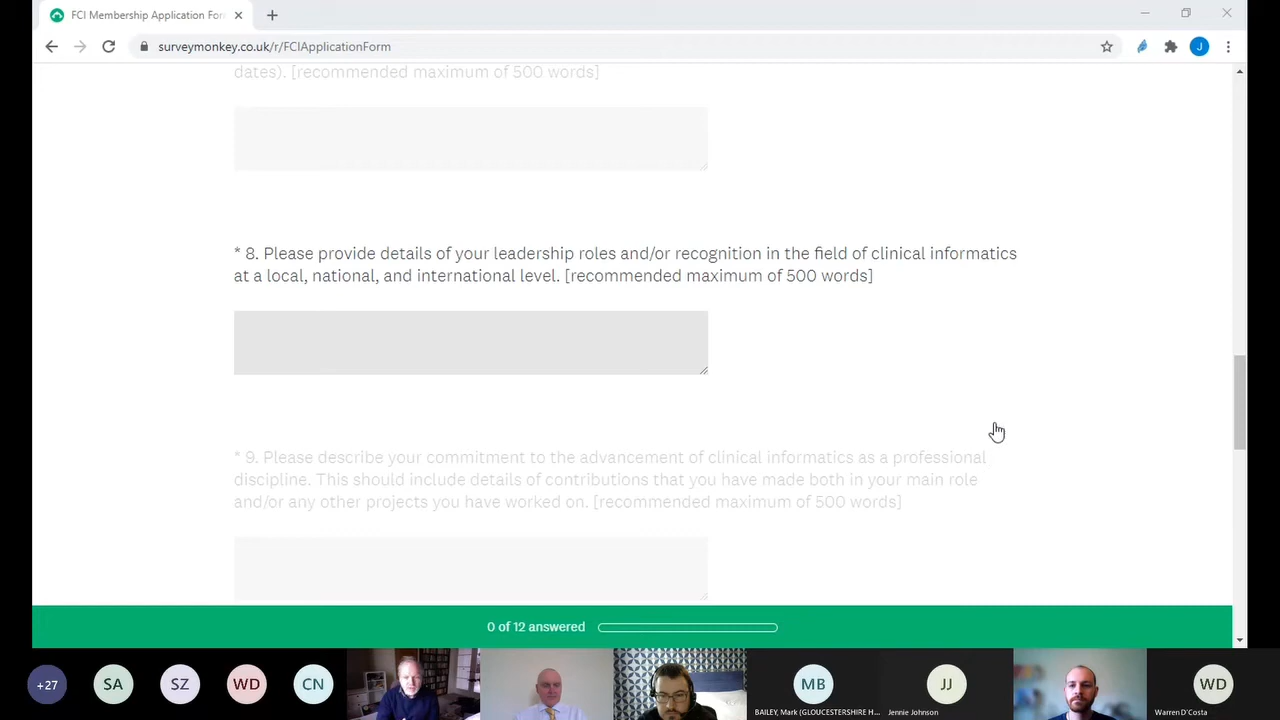 FCI Membership Application For
surveymonkey.co.uk/r/FCIApplicationForm
J
dates). [recommended maximum of 500 words]
* 8. Please provide details of your leadership roles and/or recognition in the field of clinical informatics
at a local, national, and international level. [recommended maximum of 500 words]
* 9. Please describe your commitment to the advancement of clinical informatics as a professional
discipline. This should include details of contributions that you have made both in your main role
and/or any other projects you have worked on. [recommended maximum of 500 words]
0 of 12 answered
+27 SA SZ WD CN MB JJ WD
BAILEY, Mark (GLOUCESTERSHIRE H... Jennie Johnson Warren D'Costa